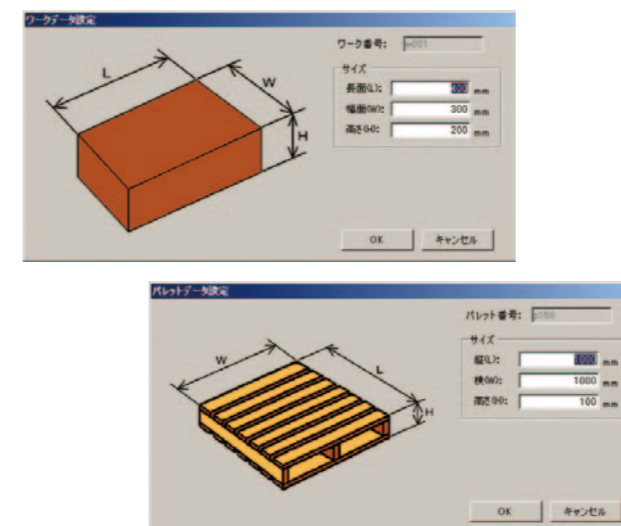 ワークデータ設定
ワーク番号: w001
サイズ
長面(L): 400 mm
幅面(W): 300 mm
高さ(H): 200 mm
L
W
H
OK キャンセル
パレットデータ設定
パレット番号:
サイズ
縦(L): 1000 mm
横(W): 1000 mm
高さ(H): 100 mm
W
L
H
OK キャンセル